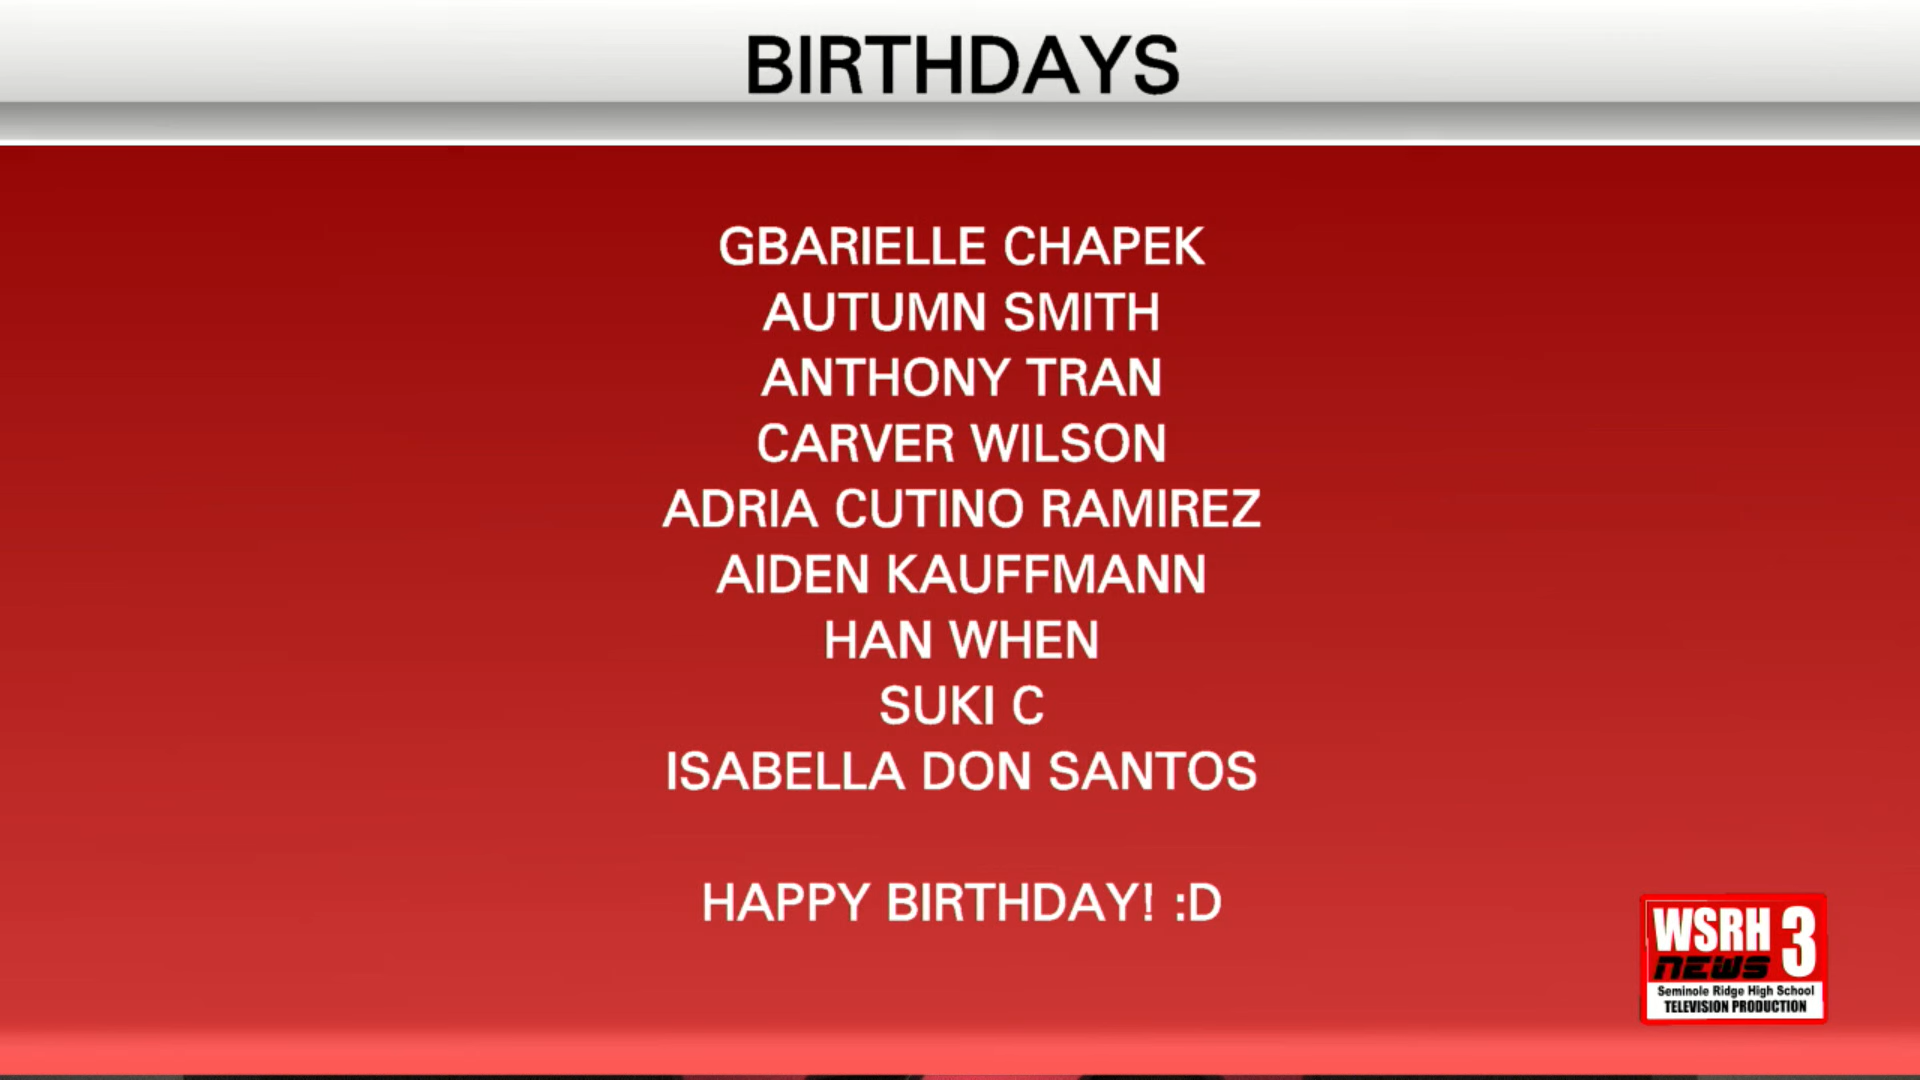 BIRTHDAYS
GBARIELLE CHAPEK
AUTUMN SMITH
ANTHONY TRAN
CARVER WILSON
ADRIA CUTINO RAMIREZ
AIDEN KAUFFMANN
HAN WHEN
SUKI C
ISABELLA DON SANTOS
HAPPY BIRTHDAY! :D
WSRH 3
NEWS
Seminole Ridge High School
TELEVISION PRODUCTION